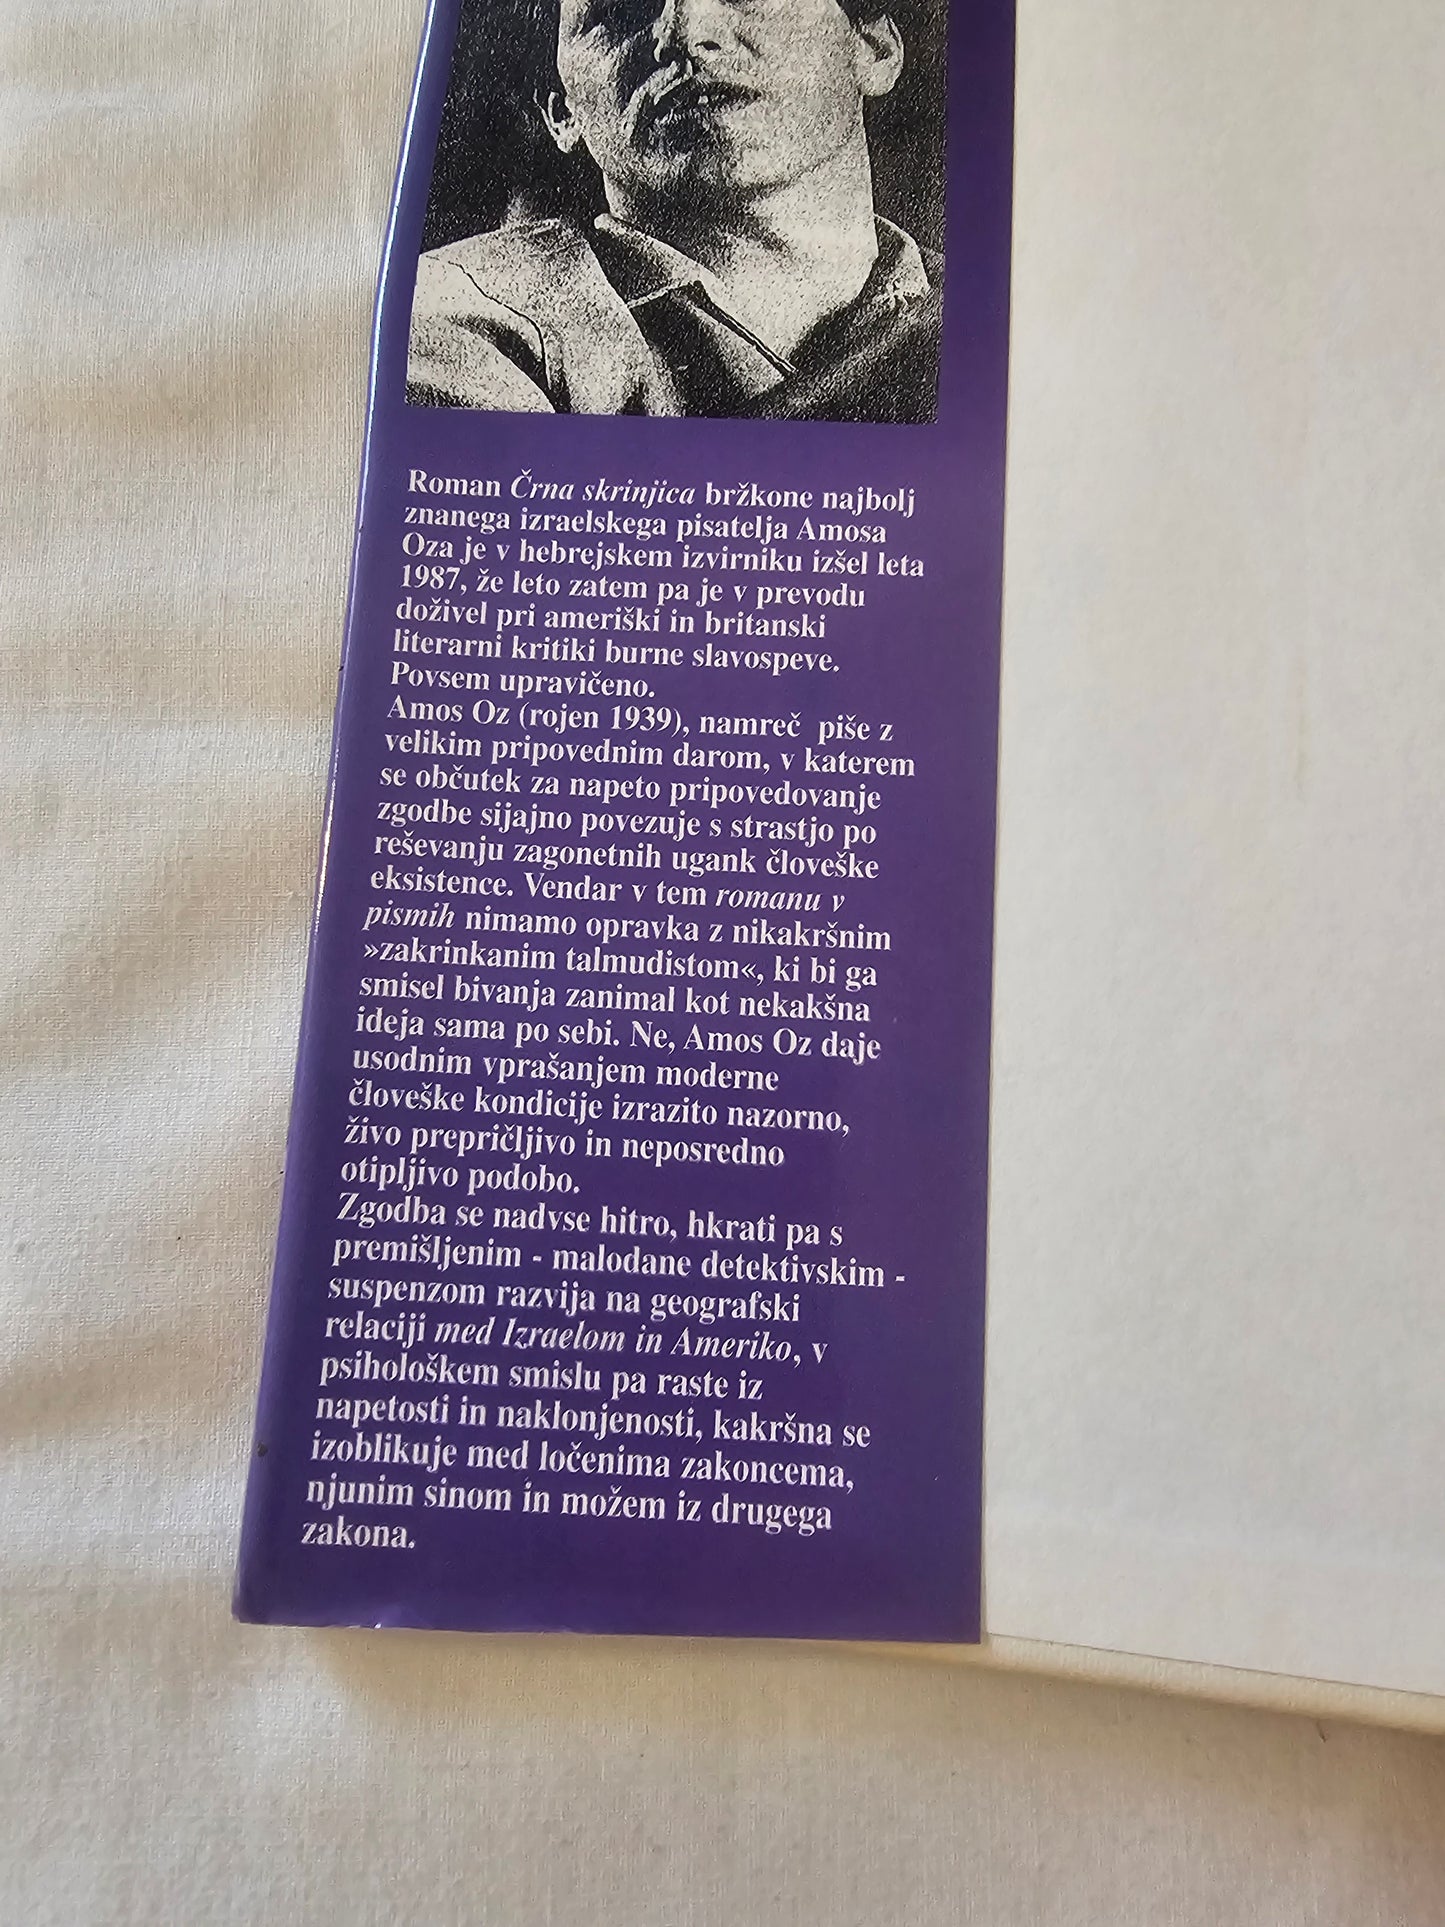 Roman Črna skrinjica bržkone najbolj
znanega izraelskega pisatelja Amosa
Oza je v hebrejskem izvirniku izšel leta
1987, že leto zatem pa je v prevodu
doživel pri ameriški in britanski
literarni kritiki burne slavospeve.
Povsem upravičeno.
Amos Oz (rojen 1939), namreč piše z
velikim pripovednim darom, v katerem
se občutek za napeto pripovedovanje
zgodbe sijajno povezuje s strastjo po
reševanju zagonetnih ugank človeške
eksistence. Vendar v tem romanu v
pismih nimamo opravka z nikakršnim
»zakrinkanim talmudistom«, ki bi ga
smisel bivanja zanimal kot nekakšna
ideja sama po sebi. Ne, Amos Oz daje
usodnim vprašanjem moderne
človeške kondicije izrazito nazorno,
živo prepričljivo in neposredno
otipljivo podobo.
Zgodba se nadvse hitro, hkrati pa s
premišljenim - malodane detektivskim -
suspenzom razvija na geografski
relaciji med Izraelom in Ameriko, v
psihološkem smislu pa raste iz
napetosti in naklonjenosti, kakršna se
izoblikuje med ločenima zakoncema,
njunim sinom in možem iz drugega
zakona.